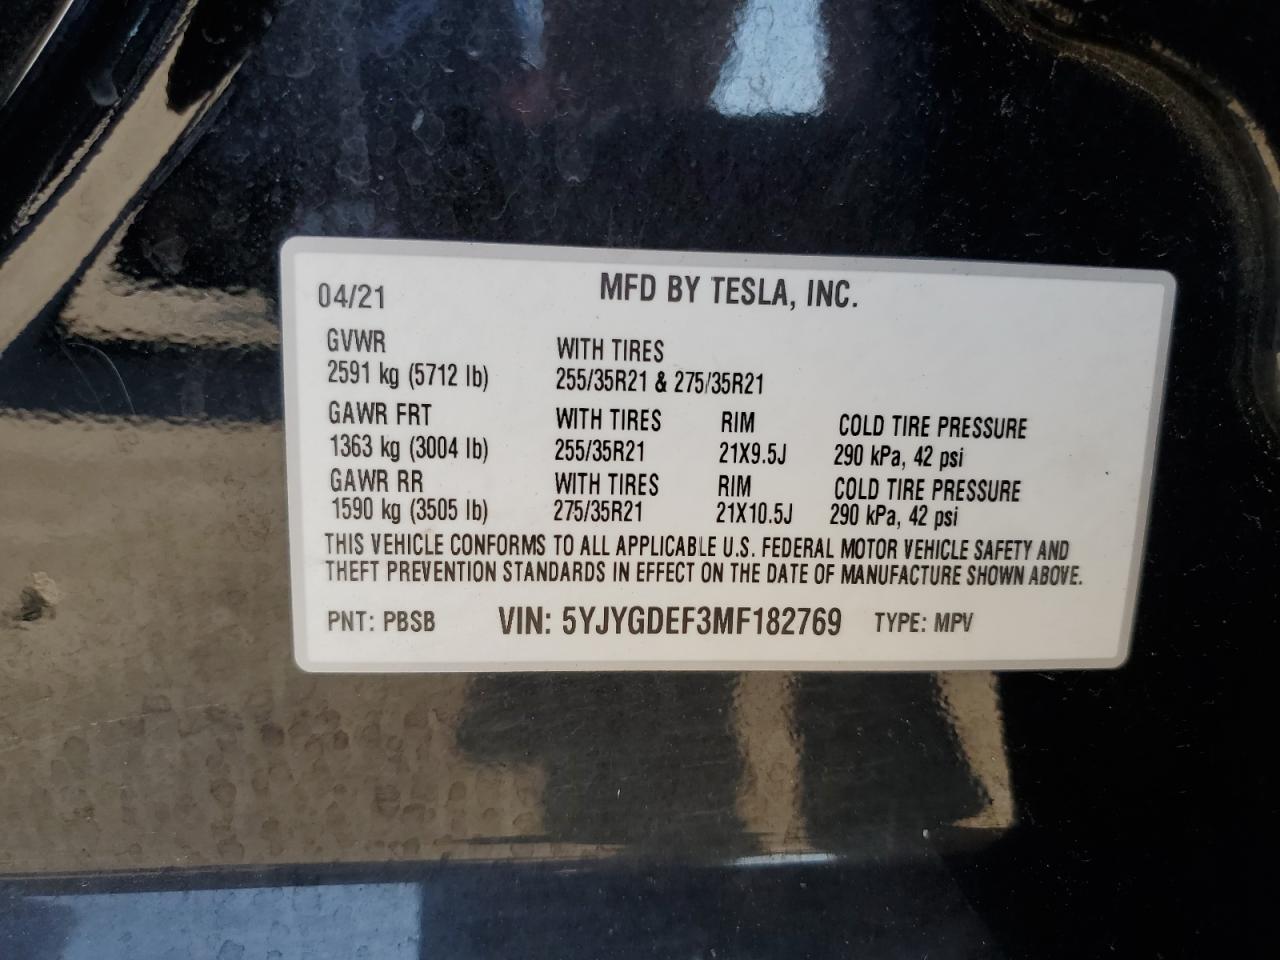 04/21 MFD BY TESLA, INC.
GVWR WITH TIRES
2591 kg (5712 lb) 255/35R21 & 275/35R21
GAWR FRT WITH TIRES RIM COLD TIRE PRESSURE
1363 kg (3004 lb) 255/35R21 21X9.5J 290 kPa, 42 psi
GAWR RR WITH TIRES RIM COLD TIRE PRESSURE
1590 kg (3505 lb) 275/35R21 21X10.5J 290 kPa, 42 psi
THIS VEHICLE CONFORMS TO ALL APPLICABLE U.S. FEDERAL MOTOR VEHICLE SAFETY AND
THEFT PREVENTION STANDARDS IN EFFECT ON THE DATE OF MANUFACTURE SHOWN ABOVE.
PNT: PBSB VIN: 5YJYGDEF3MF182769 TYPE: MPV